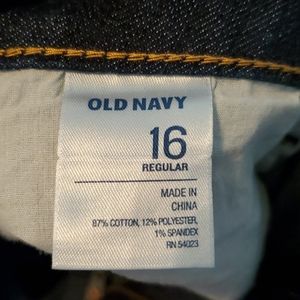 OLD NAVY
16
REGULAR
MADE IN
CHINA
87% COTTON, 12% POLYESTER,
1% SPANDEX
RN 54023